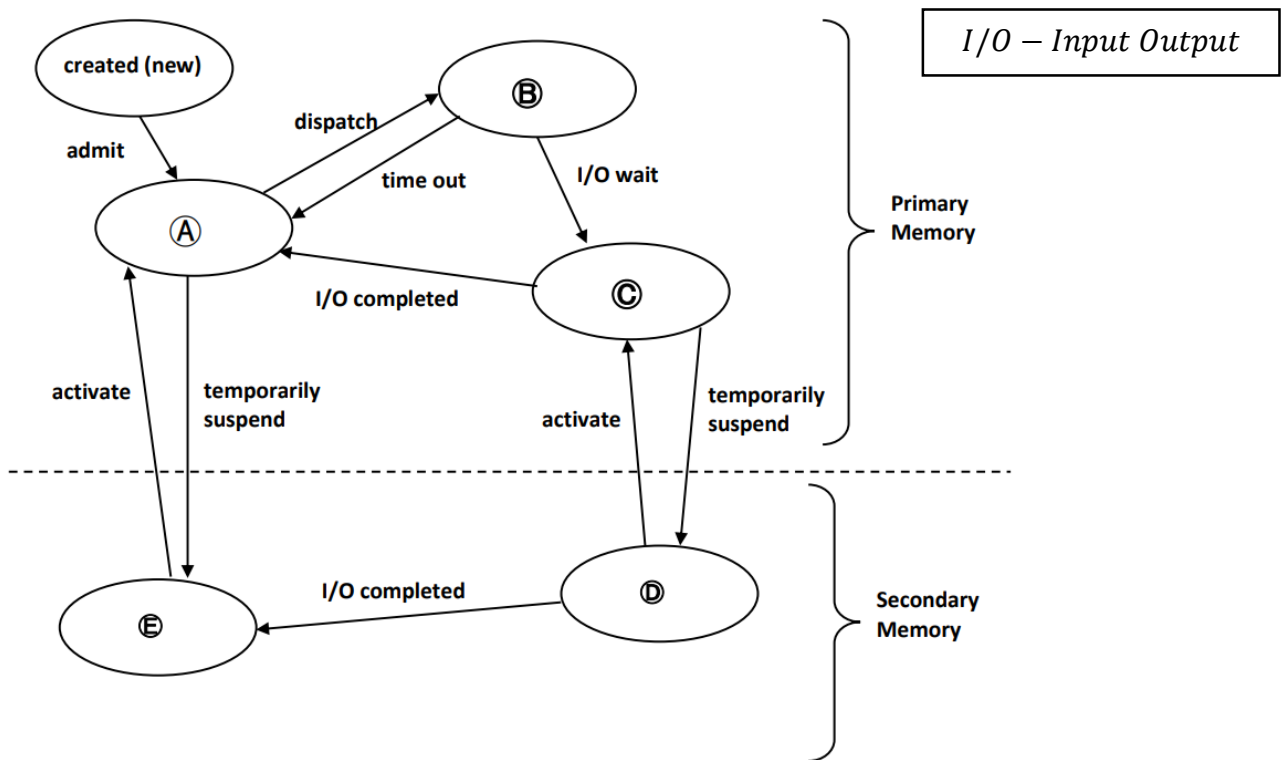 I/O – Input Output
created (new)
Ⓑ
dispatch
admit
time out
I/O wait
Primary
Memory
Ⓐ
Ⓒ
I/O completed
activate
temporarily
suspend
activate
temporarily
suspend
I/O completed
Ⓓ
Ⓔ
Secondary
Memory